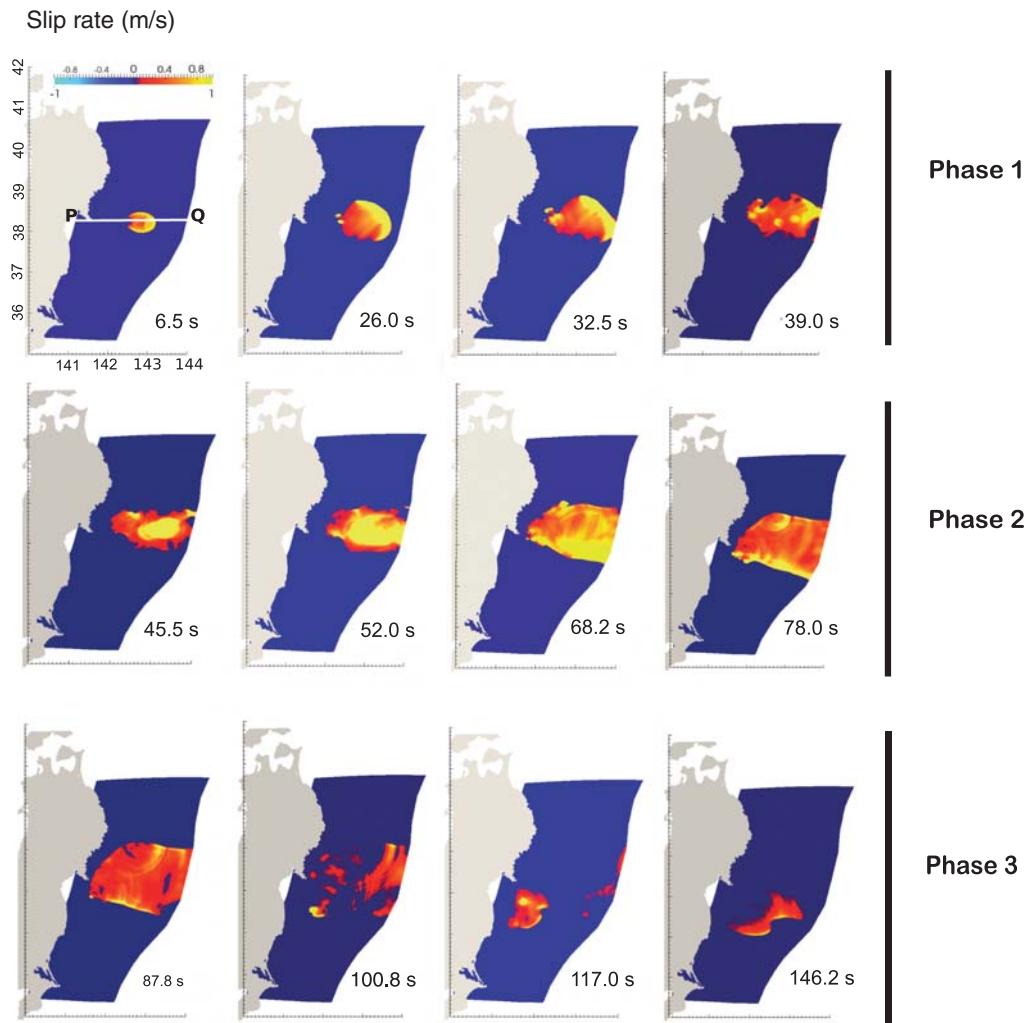 Slip rate (m/s)
42
-0.8 -0.4 0 0.4 0.8
-1 1
41
40
Phase 1
39
P Q
38
37
36
6.5 s 26.0 s 32.5 s 39.0 s
141 142 143 144
Phase 2
45.5 s 52.0 s 68.2 s 78.0 s
Phase 3
87.8 s 100.8 s 117.0 s 146.2 s